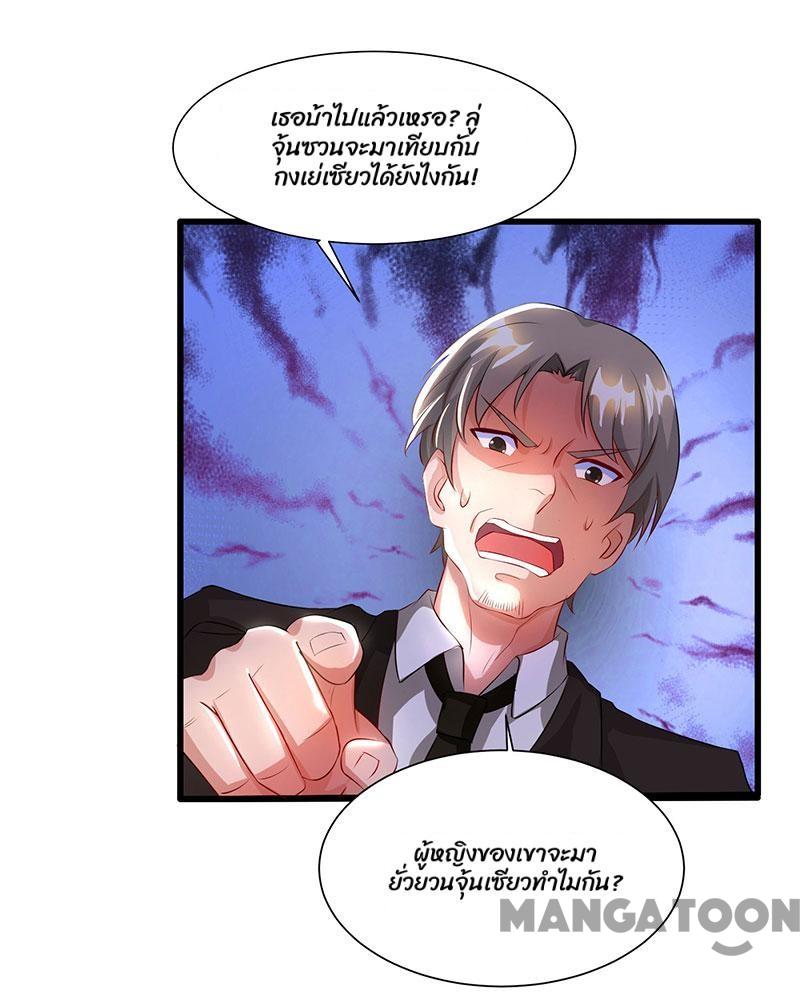 เธอบ้าไปแล้วเหรอ? ลู่
จุ้นซวนจะมาเทียบกับ
กงเย่เซียวได้ยังไงกัน!
ผู้หญิงของเขาจะมา
ยั่วยวนจุ้นเซียวทำไมกัน?
MANGATOON